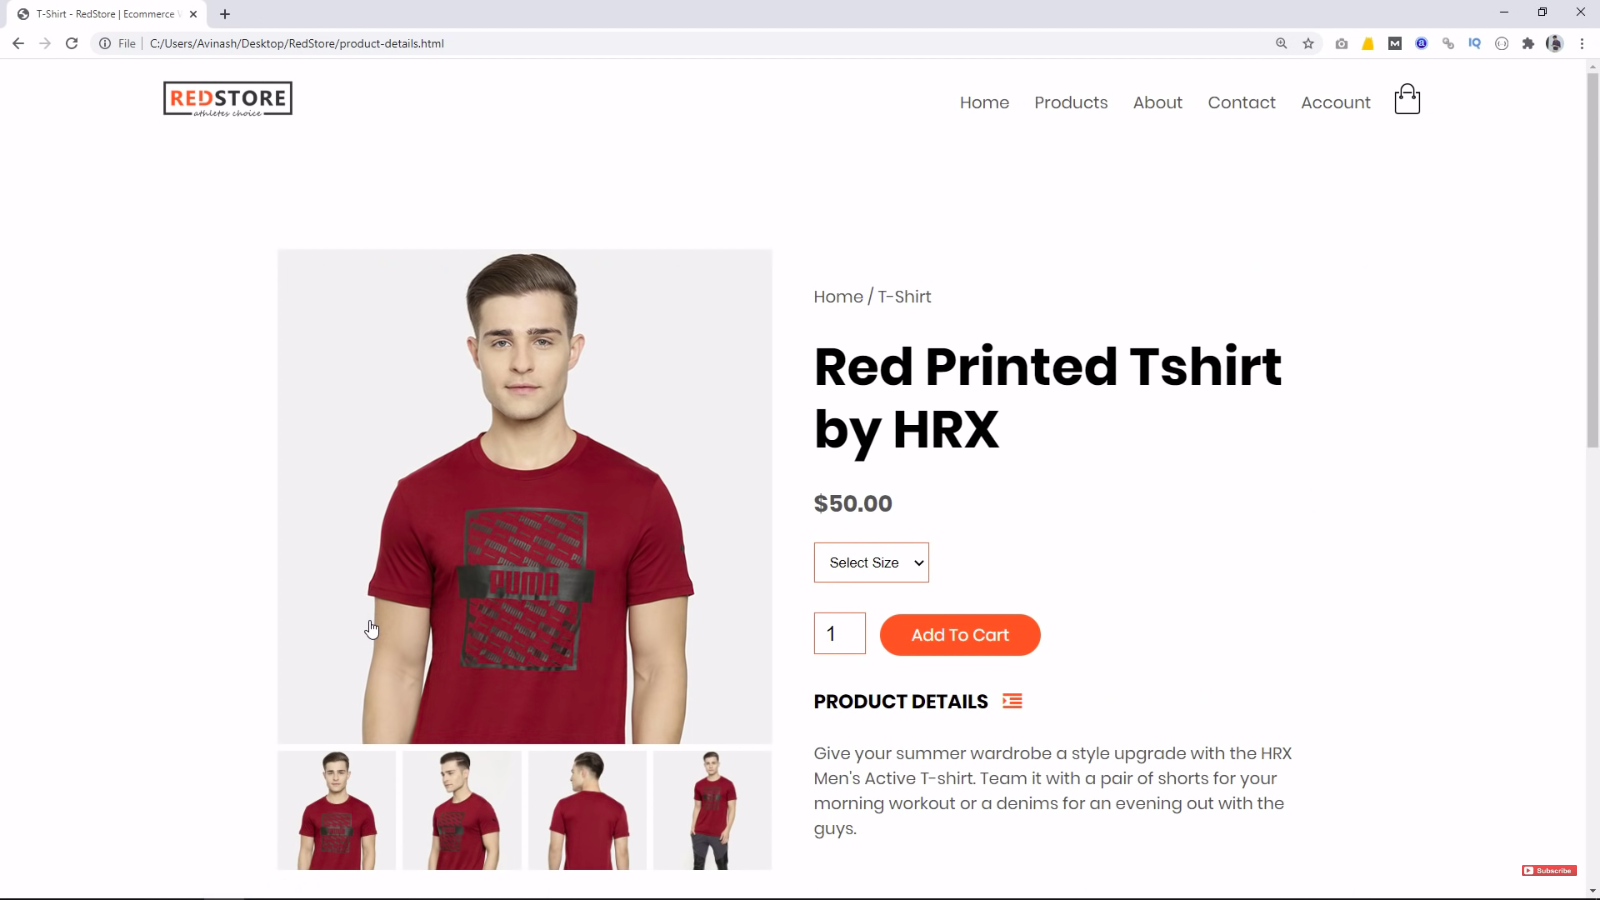 T-Shirt - RedStore | Ecommerce
File
C:/Users/Avinash/Desktop/RedStore/product-details.html
REDSTORE
athletes choice
Home
Products
About
Contact
Account
Home / T-Shirt
Red Printed Tshirt
by HRX
$50.00
Select Size
1
Add To Cart
PRODUCT DETAILS
Give your summer wardrobe a style upgrade with the HRX
Men's Active T-shirt. Team it with a pair of shorts for your
morning workout or a denims for an evening out with the
guys.
PUMA
Subscribe